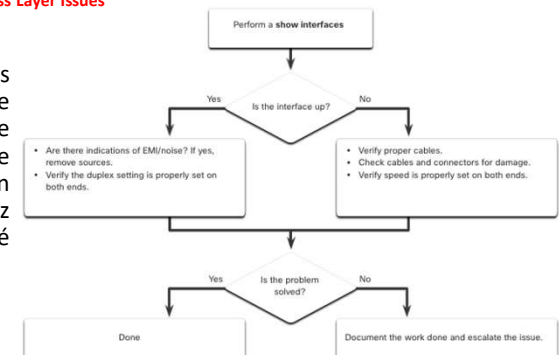 ss Layer Issues
Perform a show interfaces
s
e
e
e
n
z
é
Yes
Is the interface up?
No
• Are there indications of EMI/noise? If yes,
remove sources.
• Verify the duplex setting is properly set on
both ends.
• Verify proper cables.
• Check cables and connectors for damage.
• Verify speed is properly set on both ends.
Yes
Is the problem
solved?
No
Done
Document the work done and escalate the issue.